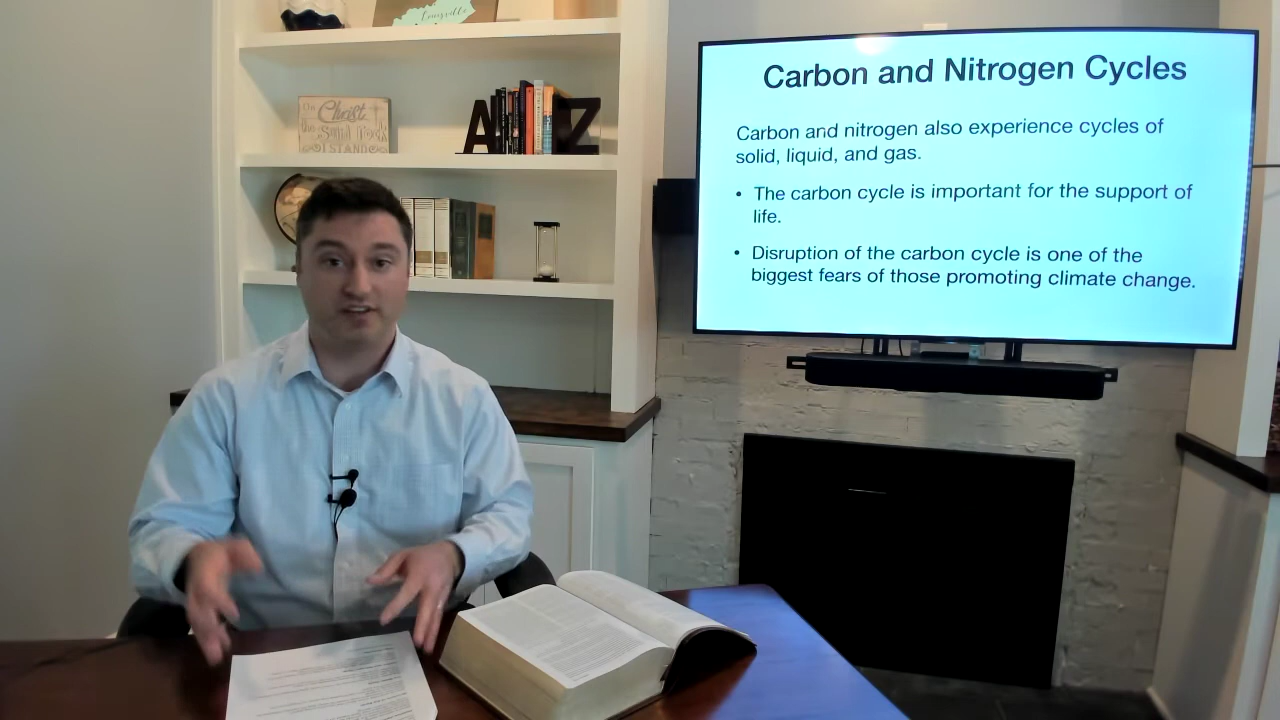 Louisville
On
Christ
the Solid Rock
I STAND
A Z
Carbon and Nitrogen Cycles
Carbon and nitrogen also experience cycles of
solid, liquid, and gas.
• The carbon cycle is important for the support of
life.
• Disruption of the carbon cycle is one of the
biggest fears of those promoting climate change.